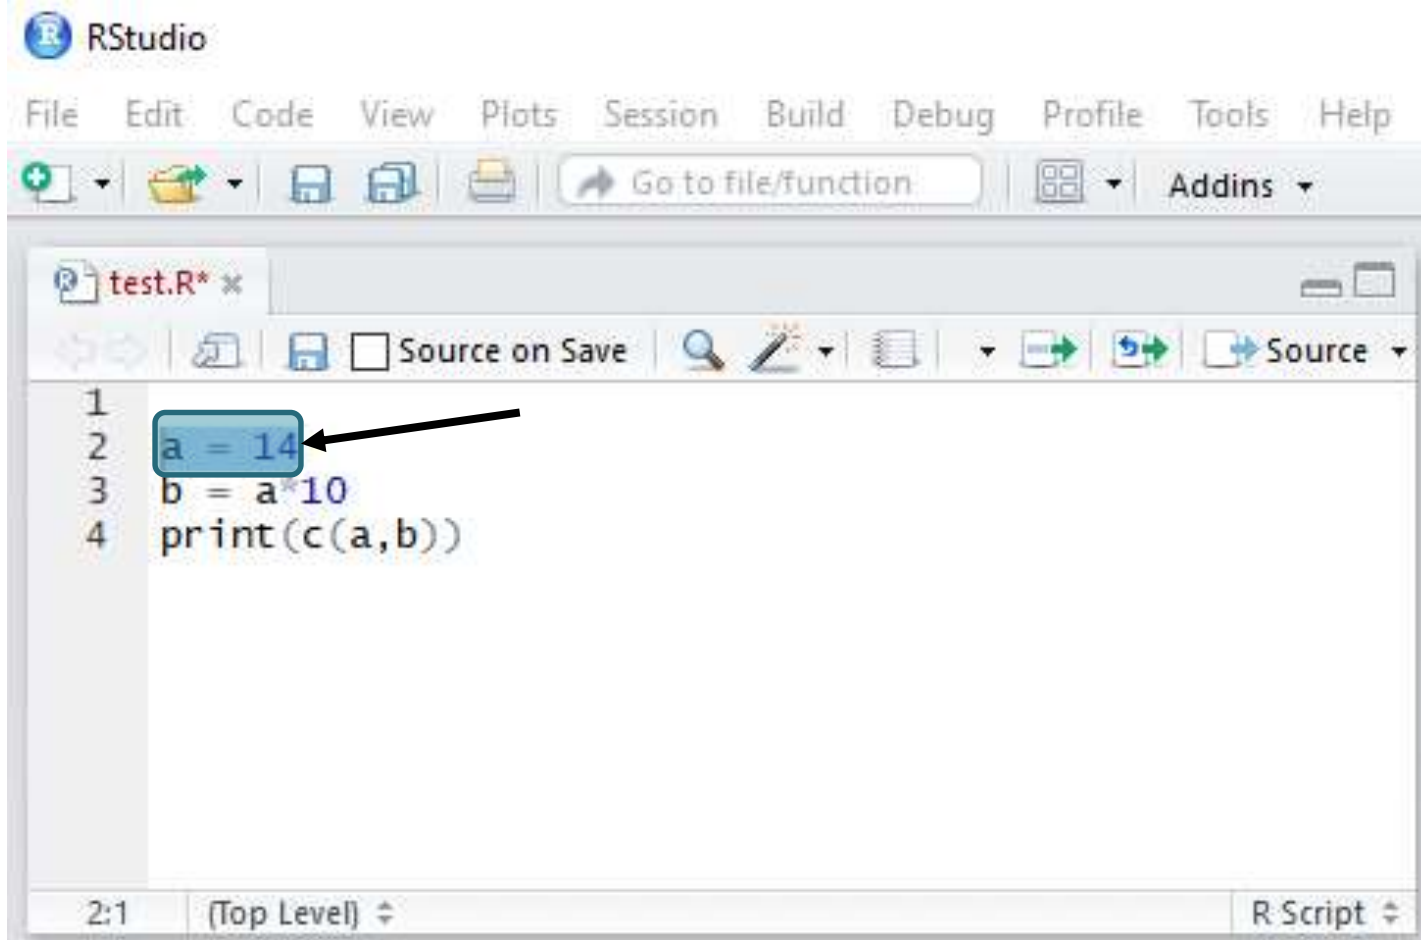 RStudio
File Edit Code View Plots Session Build Debug Profile Tools Help
Go to file/function Addins
test.R*
Source on Save Source
1
2 a = 14
3 b = a*10
4 print(c(a,b))
2:1 (Top Level) R Script